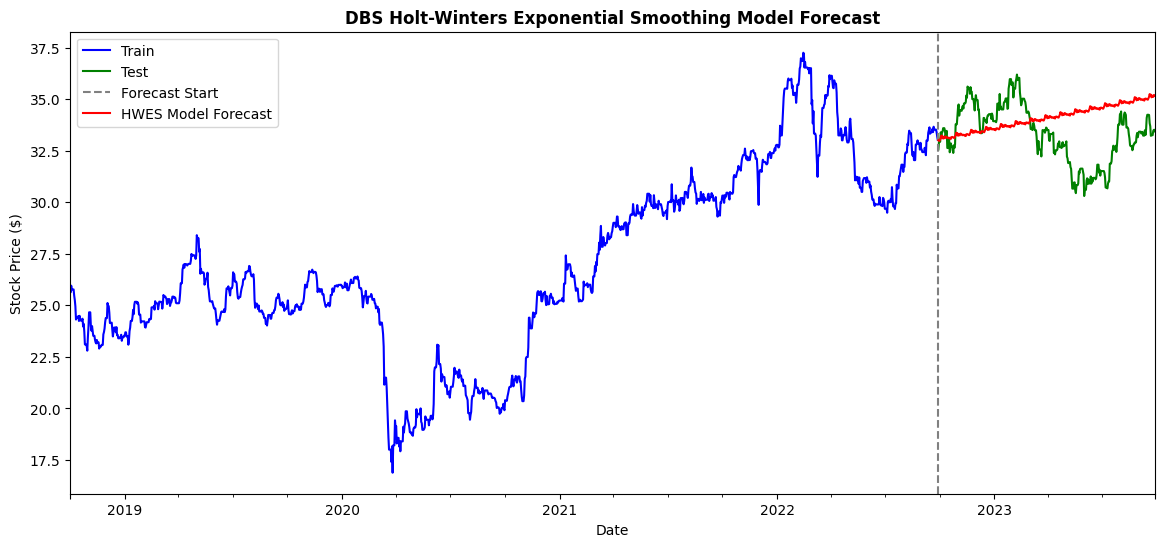 DBS Holt-Winters Exponential Smoothing Model Forecast
Train
Test
Forecast Start
HWES Model Forecast
37.5
35.0
32.5
30.0
27.5
25.0
22.5
20.0
17.5
Stock Price ($)
2019
2020
2021
2022
2023
Date